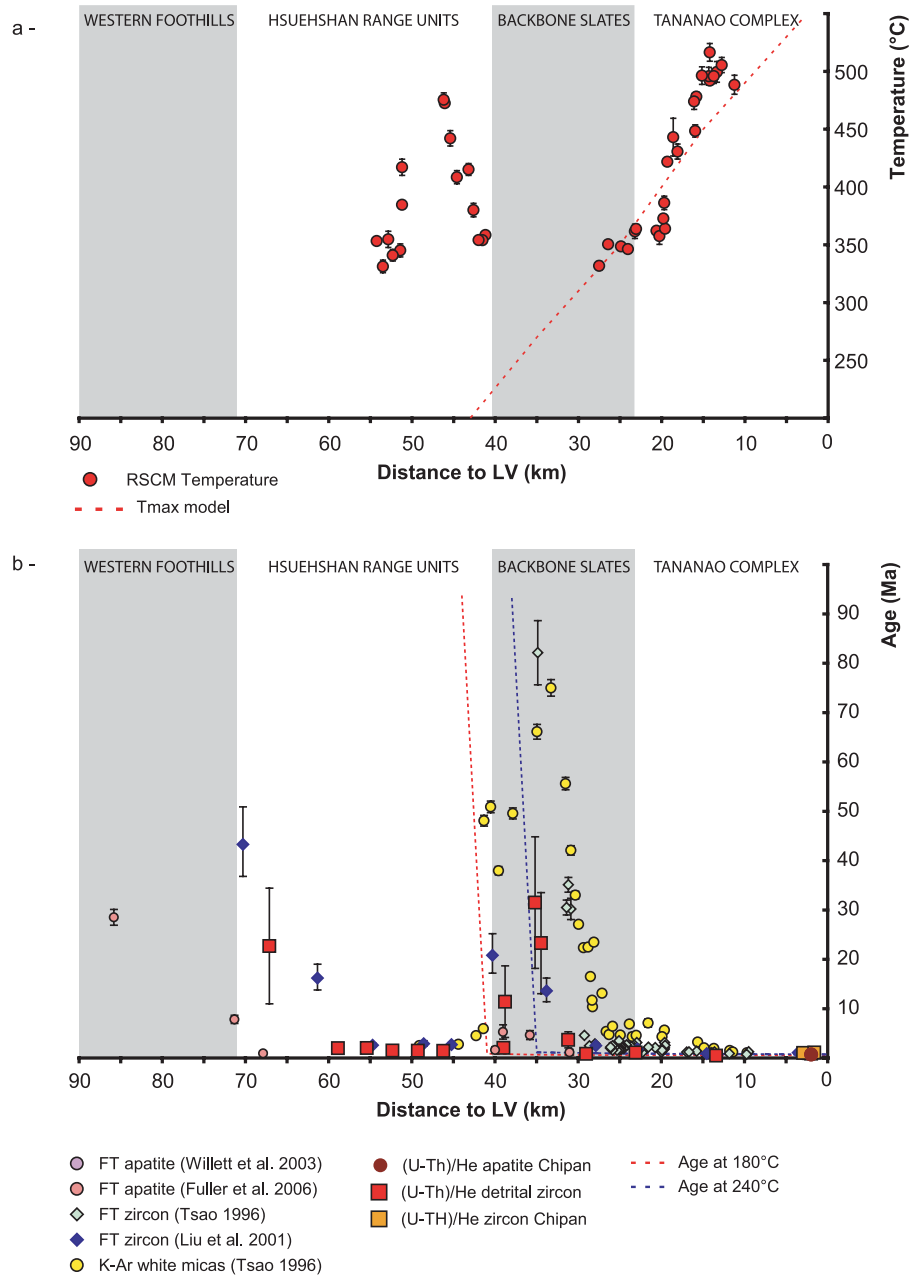 a -
WESTERN FOOTHILLS HSUEHSHAN RANGE UNITS BACKBONE SLATES TANANAO COMPLEX
500
450
400
350
300
250
Temperature (°C)
90 80 70 60 50 40 30 20 10 0
Distance to LV (km)
RSCM Temperature
Tmax model
b -
WESTERN FOOTHILLS HSUEHSHAN RANGE UNITS BACKBONE SLATES TANANAO COMPLEX
90
80
70
60
50
40
30
20
10
0
Age (Ma)
90 80 70 60 50 40 30 20 10 0
Distance to LV (km)
FT apatite (Willett et al. 2003)
FT apatite (Fuller et al. 2006)
FT zircon (Tsao 1996)
FT zircon (Liu et al. 2001)
K-Ar white micas (Tsao 1996)
(U-Th)/He apatite Chipan
(U-Th)/He detrital zircon
(U-TH)/He zircon Chipan
Age at 180°C
Age at 240°C